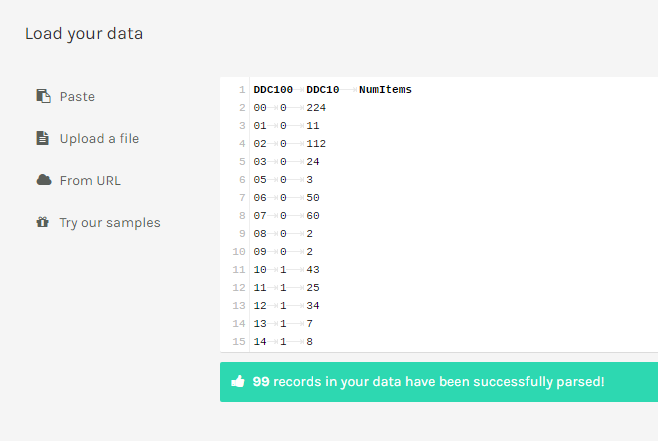 Load your data
Paste
Upload a file
From URL
Try our samples
1 DDC100 DDC10 NumItems
2 00 0 224
3 01 0 11
4 02 0 112
5 03 0 24
6 05 0 3
7 06 0 50
8 07 0 60
9 08 0 2
10 09 0 2
11 10 1 43
12 11 1 25
13 12 1 34
14 13 1 7
15 14 1 8
99 records in your data have been successfully parsed!